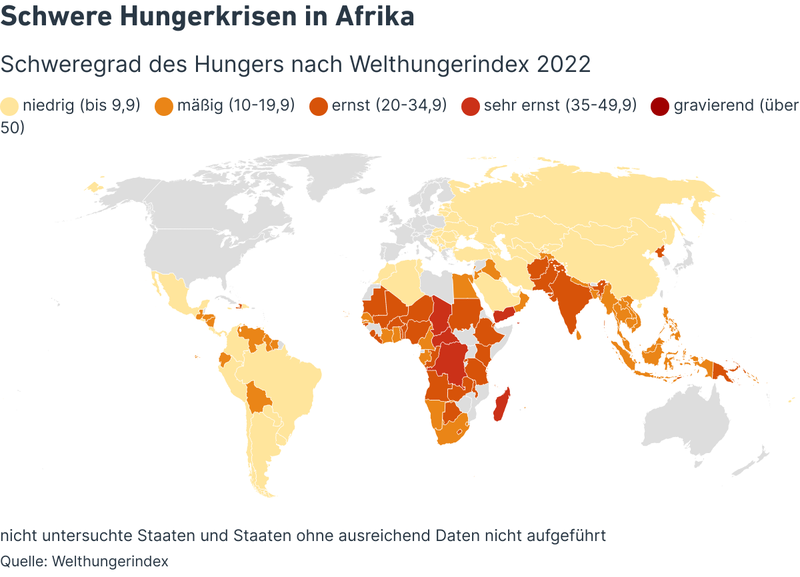 Schwere Hungerkrisen in Afrika
Schweregrad des Hungers nach Welthungerindex 2022
niedrig (bis 9,9) mäßig (10-19,9) ernst (20-34,9) sehr ernst (35-49,9) gravierend (über
50)
nicht untersuchte Staaten und Staaten ohne ausreichend Daten nicht aufgeführt
Quelle: Welthungerindex